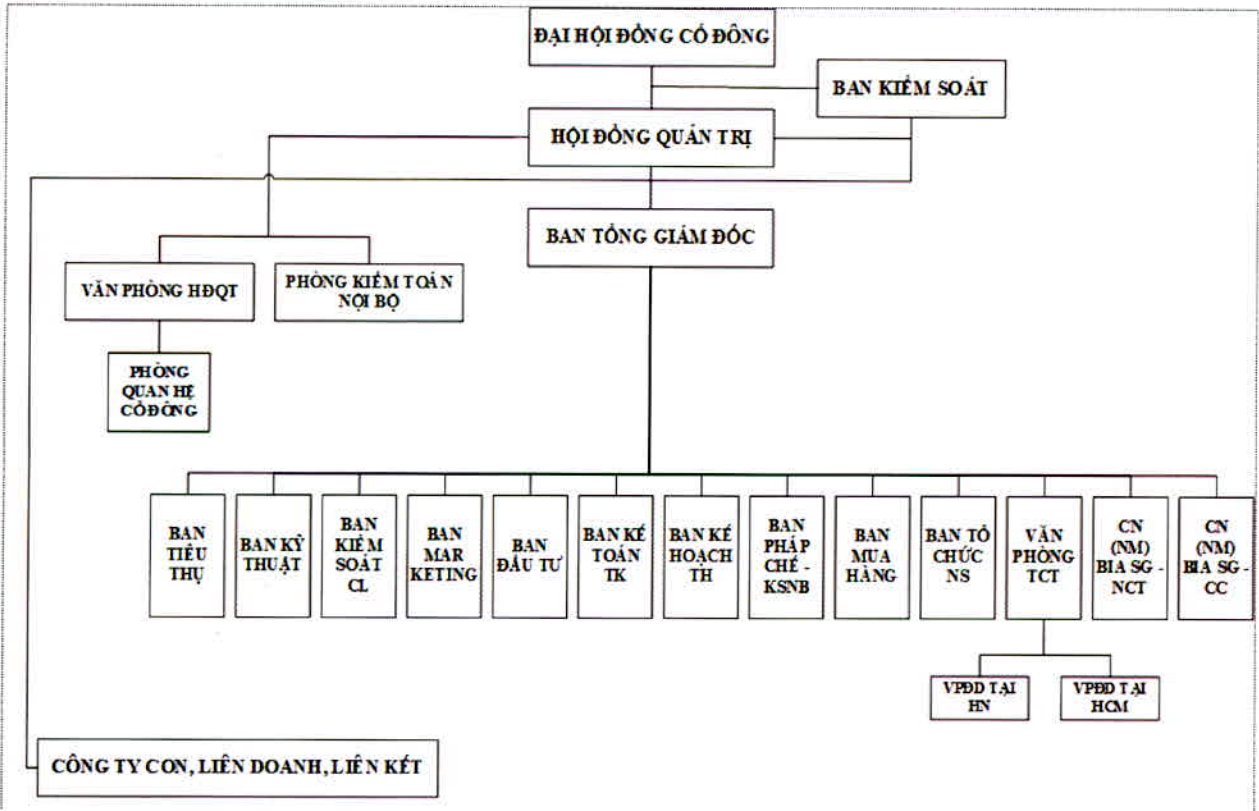 ĐẠI HỘI ĐỒNG CỔ ĐÔNG
BAN KIỂM SOÁT
HỘI ĐỒNG QUẢN TRỊ
BAN TỔNG GIÁM ĐỐC
VĂN PHÒNG HĐQT
PHÒNG KIỂM TOÁN
NỘI BỘ
PHÒNG
QUAN HỆ
CỔ ĐÔNG
BAN
TIÊU
THỤ
BAN KỸ
THUẬT
BAN
KIỂM
SOÁT
CL
BAN
MAR
KETING
BAN
ĐẦU TƯ
BAN KẾ
TOÁN
TK
BAN KẾ
HOẠCH
TH
BAN
PHÁP
CHẾ -
KSNB
BAN
MUA
HÀNG
BAN TỔ
CHỨC
NS
VĂN
PHÒNG
TCT
CN
(NM)
BIA SG -
NCT
CN
(NM)
BIA SG -
CC
VPĐD TẠI
HN
VPĐD TẠI
HCM
CÔNG TY CON, LIÊN DOANH, LIÊN KẾT